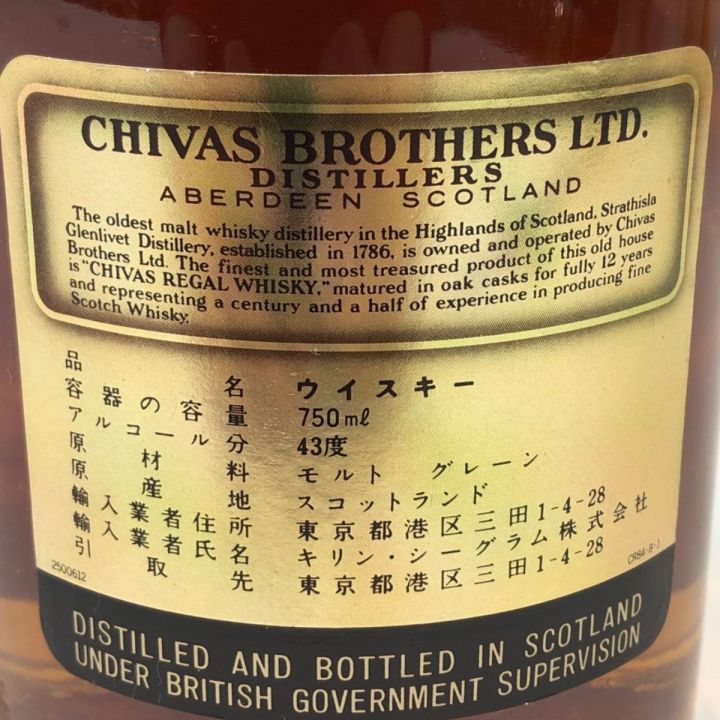 CHIVAS BROTHERS LTD.
DISTILLERS
ABERDEEN SCOTLAND
The oldest malt whisky distillery in the Highlands of Scotland, Strathisla
Glenlivet Distillery, established in 1786, is owned and operated by Chivas
Brothers Ltd. The finest and most treasured product of this old house
is "CHIVAS REGAL WHISKY," matured in oak casks for fully 12 years
and representing a century and a half of experience in producing fine
Scotch Whisky.
品名 ウイスキー
容器の容量 750ml
アルコール分 43度
原材料 モルト グレーン
原産地 スコットランド
輸入業者住所 東京都港区三田1-4-28
輸入業者氏名 キリン・シーグラム株式会社
引取先 東京都港区三田1-4-28
2500612
CR84-B-J
DISTILLED AND BOTTLED IN SCOTLAND
UNDER BRITISH GOVERNMENT SUPERVISION